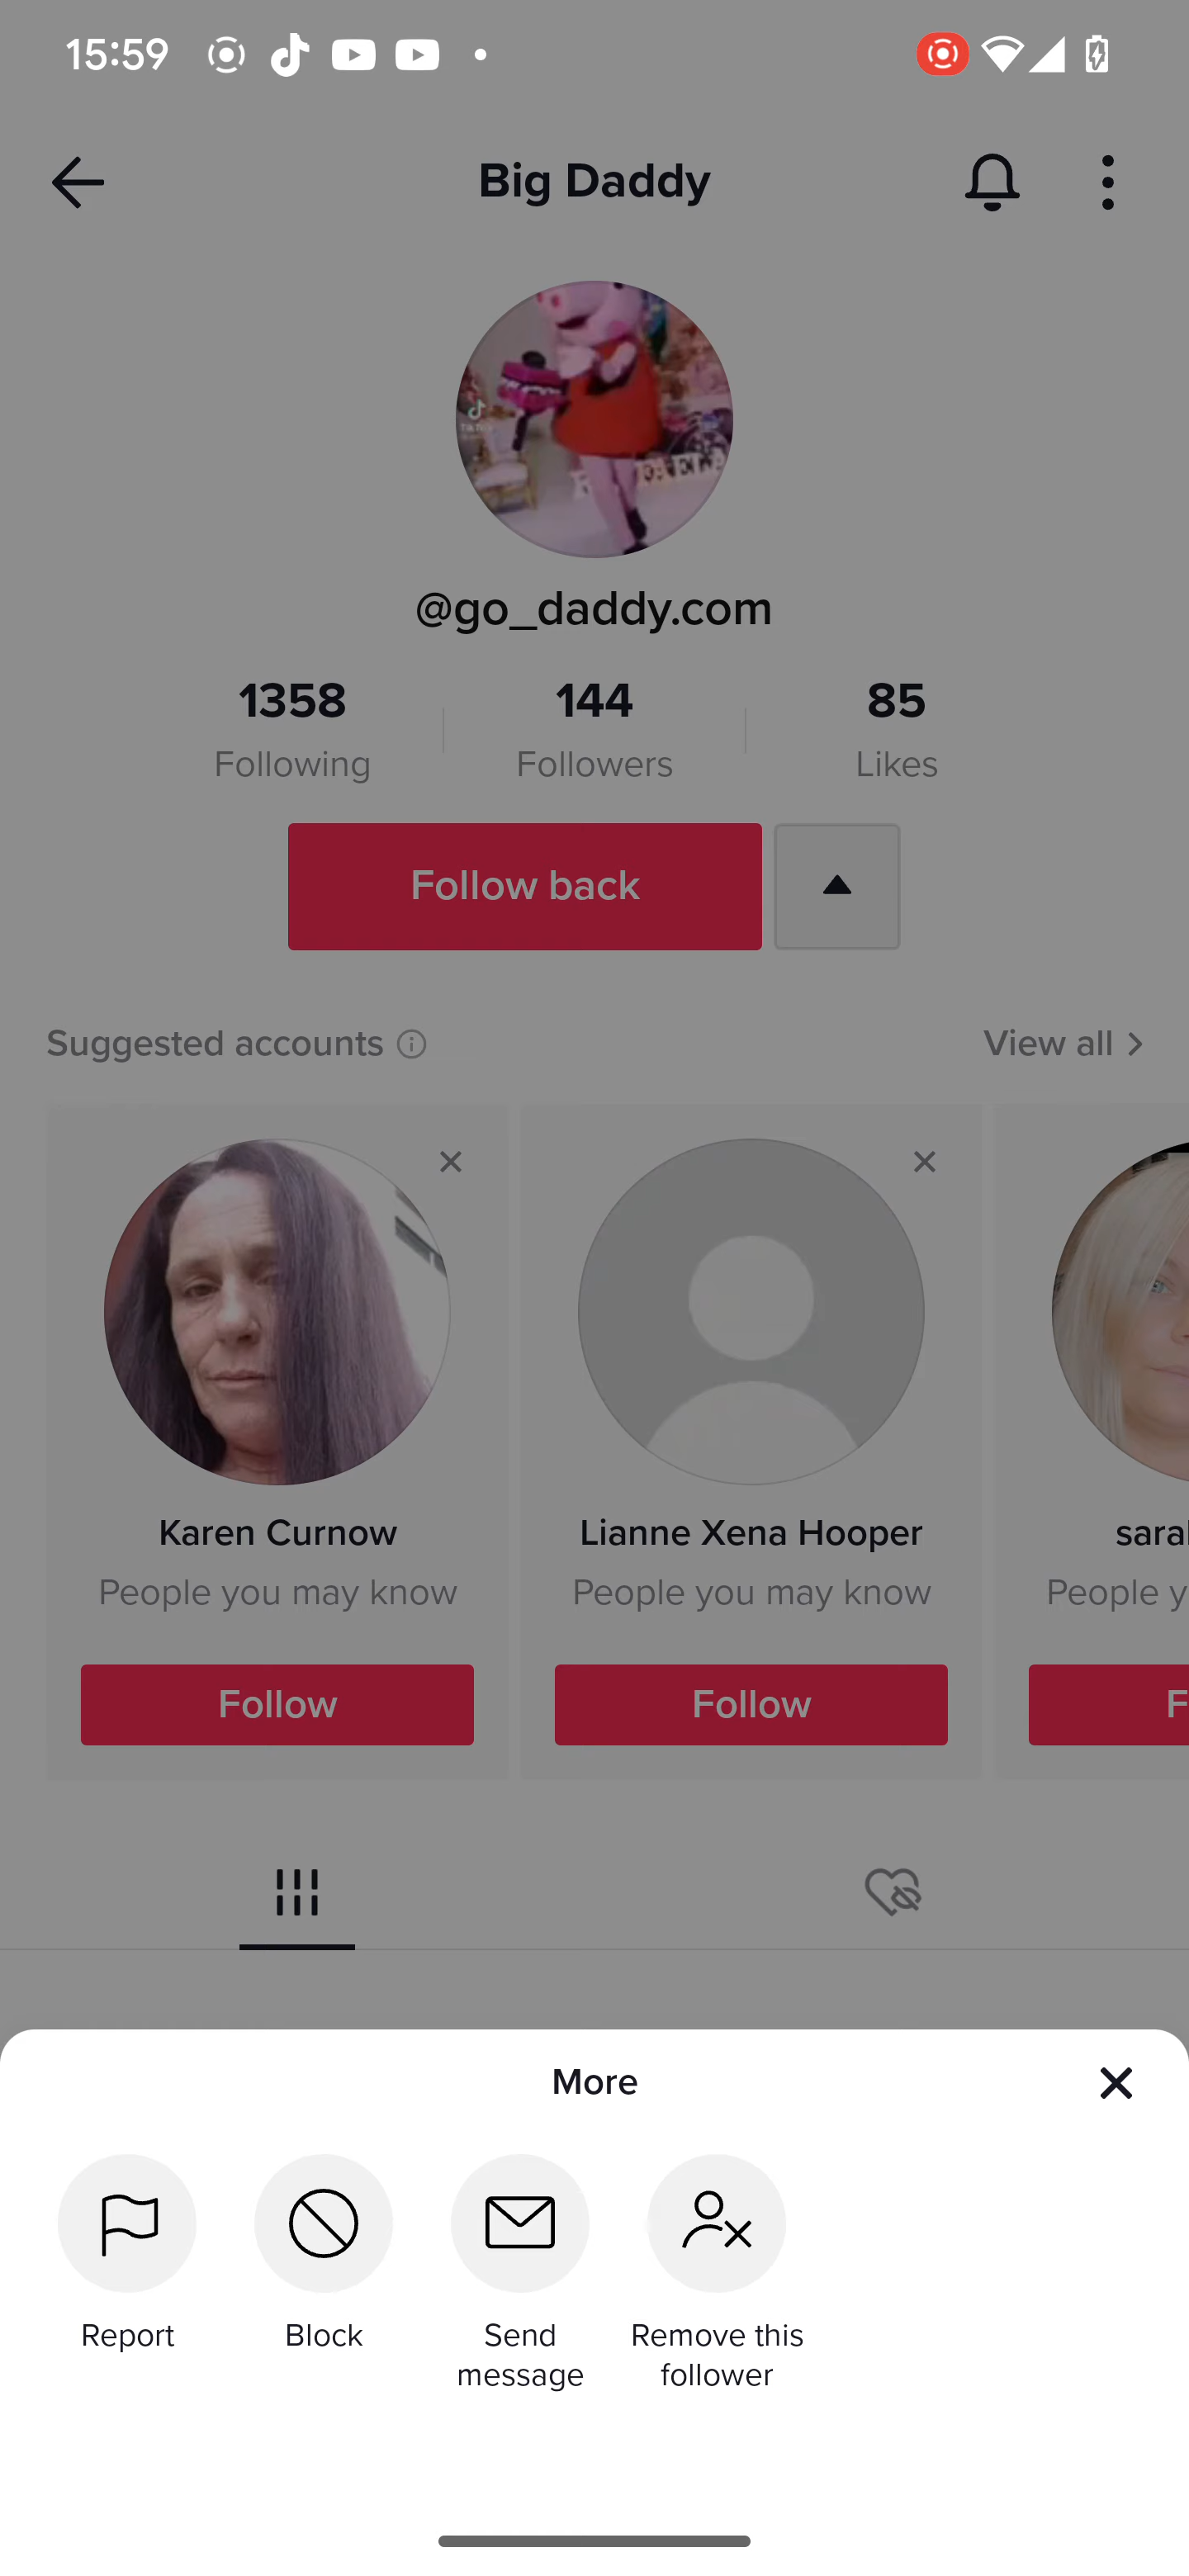 15:59
Big Daddy
@go_daddy.com
1358 144 85
Following Followers Likes
Follow back
Suggested accounts View all
Karen Curnow Lianne Xena Hooper
People you may know People you may know People
Follow Follow
More
Report Block Send Remove this
message follower